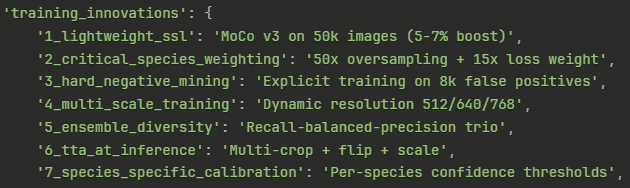 'training_innovations': {
'1_lightweight_ssl': 'MoCo v3 on 50k images (5-7% boost)',
'2_critical_species_weighting': '50x oversampling + 15x loss weight',
'3_hard_negative_mining': 'Explicit training on 8k false positives',
'4_multi_scale_training': 'Dynamic resolution 512/640/768',
'5_ensemble_diversity': 'Recall-balanced-precision trio',
'6_tta_at_inference': 'Multi-crop + flip + scale',
'7_species_specific_calibration': 'Per-species confidence thresholds',